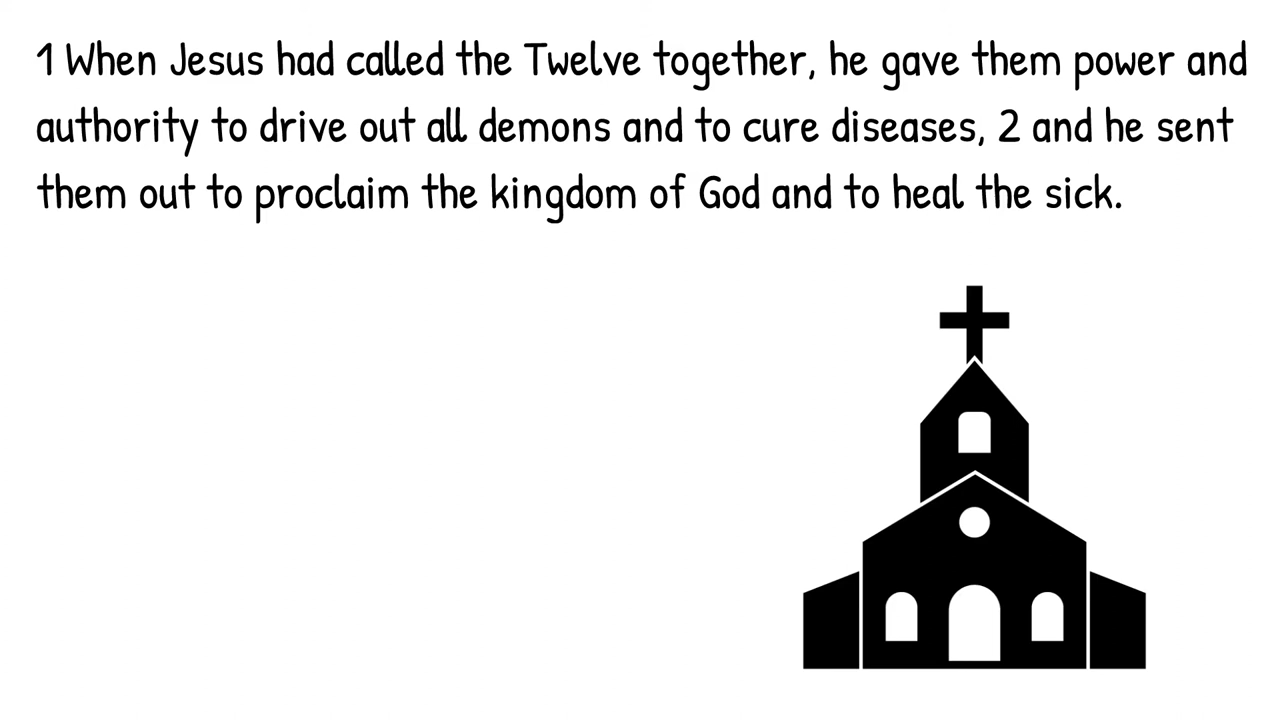 1 When Jesus had called the Twelve together, he gave them power and
authority to drive out all demons and to cure diseases, 2 and he sent
them out to proclaim the kingdom of God and to heal the sick.